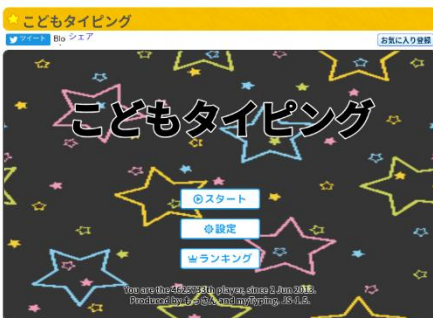 こどもタイピング
ツイート Blo シェア
お気に入り登録
こどもタイピング
スタート
設定
ランキング
You are the 4625733th player, since 2 Jun 2013.
Produced by and myTyping. JS-1.5.